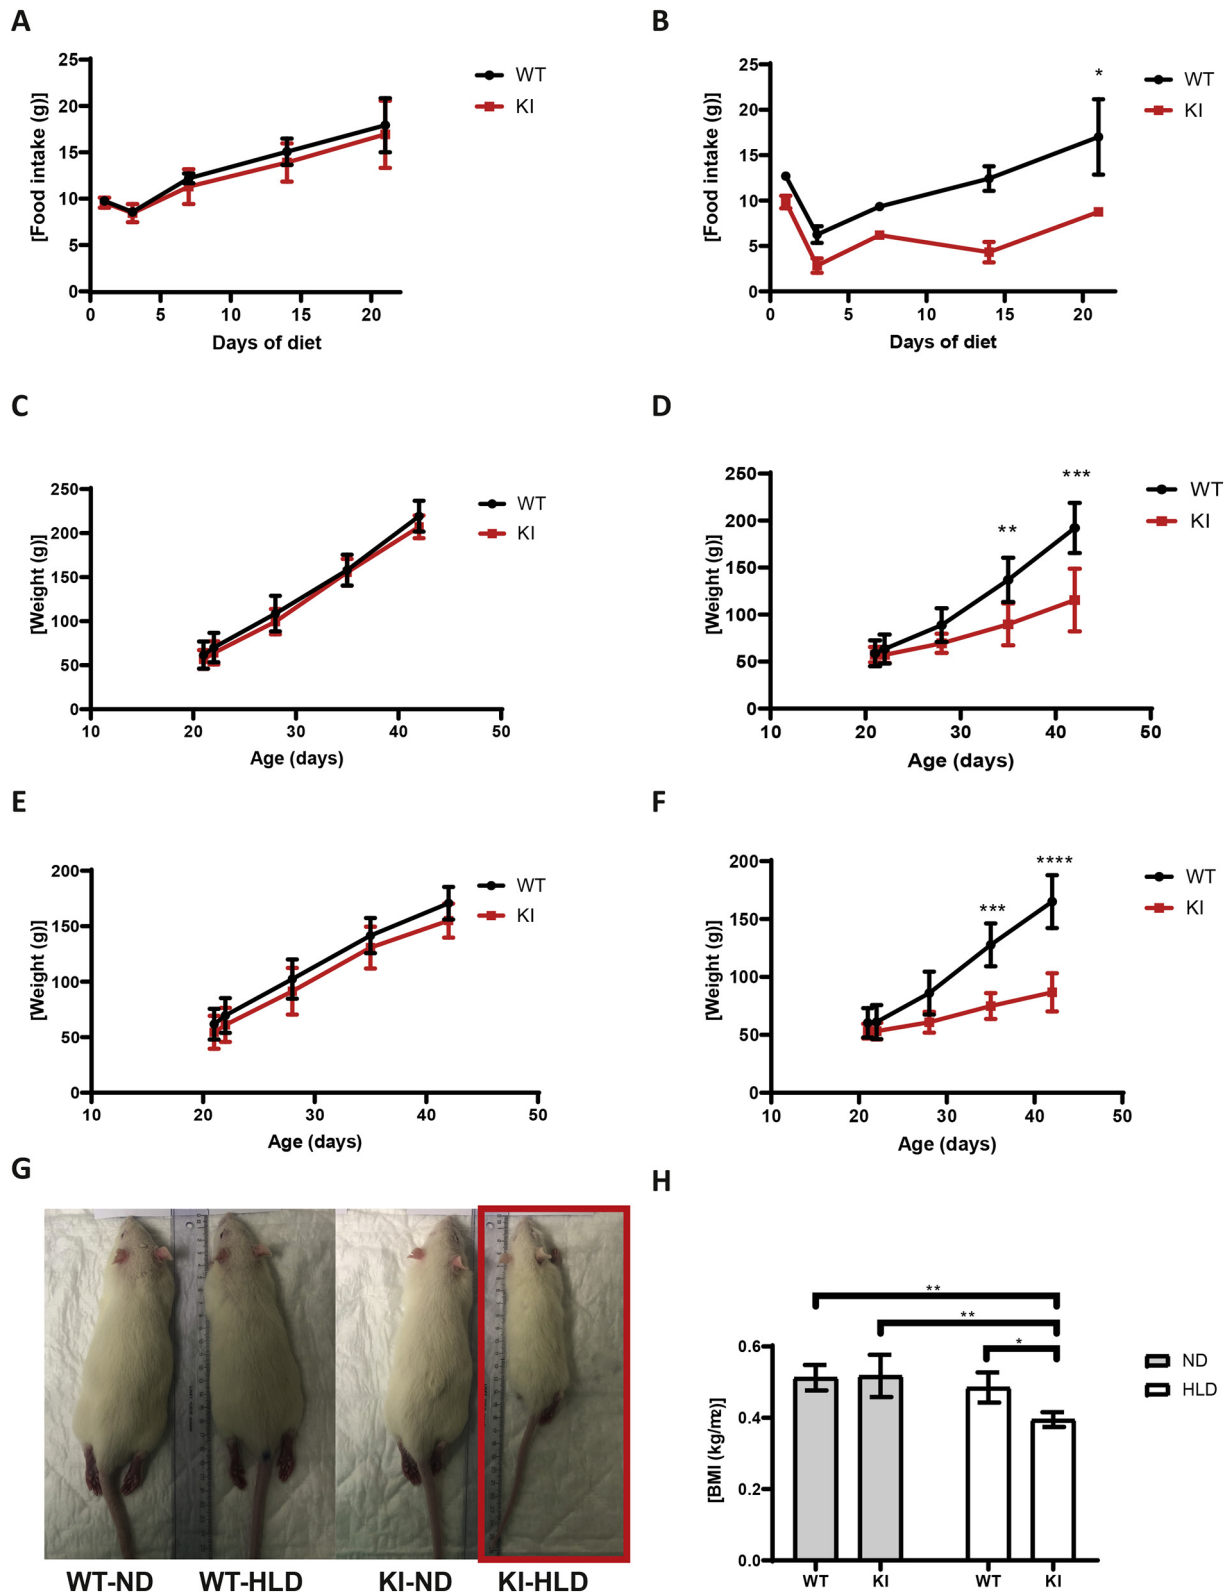 A
25
20
15
10
5
0
[Food intake (g)]
0 5 10 15 20
Days of diet
WT
KI
B
25
20
15
10
5
0
[Food intake (g)]
0 5 10 15 20
Days of diet
*
WT
KI
C
250
200
150
100
50
0
[Weight (g)]
10 20 30 40 50
Age (days)
WT
KI
D
250
200
150
100
50
0
[Weight (g)]
10 20 30 40 50
Age (days)
**
***
WT
KI
E
200
150
100
50
0
[Weight (g)]
10 20 30 40 50
Age (days)
WT
KI
F
200
150
100
50
0
[Weight (g)]
10 20 30 40 50
Age (days)
***
****
WT
KI
G
WT-ND WT-HLD KI-ND KI-HLD
H
**
**
*
0.6
0.4
0.2
0.0
[BMI (kg/m2)]
WT KI WT KI
ND
HLD